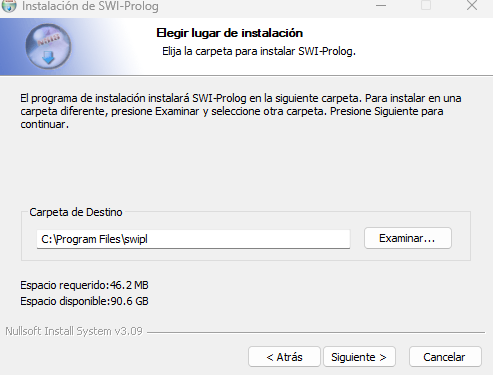 Instalación de SWI-Prolog
Elegir lugar de instalación
Elija la carpeta para instalar SWI-Prolog.
El programa de instalación instalará SWI-Prolog en la siguiente carpeta. Para instalar en una
carpeta diferente, presione Examinar y seleccione otra carpeta. Presione Siguiente para
continuar.
Carpeta de Destino
C:\Program Files\swipl
Examinar...
Espacio requerido:46.2 MB
Espacio disponible:90.6 GB
Nullsoft Install System v3.09
< Atrás
Siguiente >
Cancelar